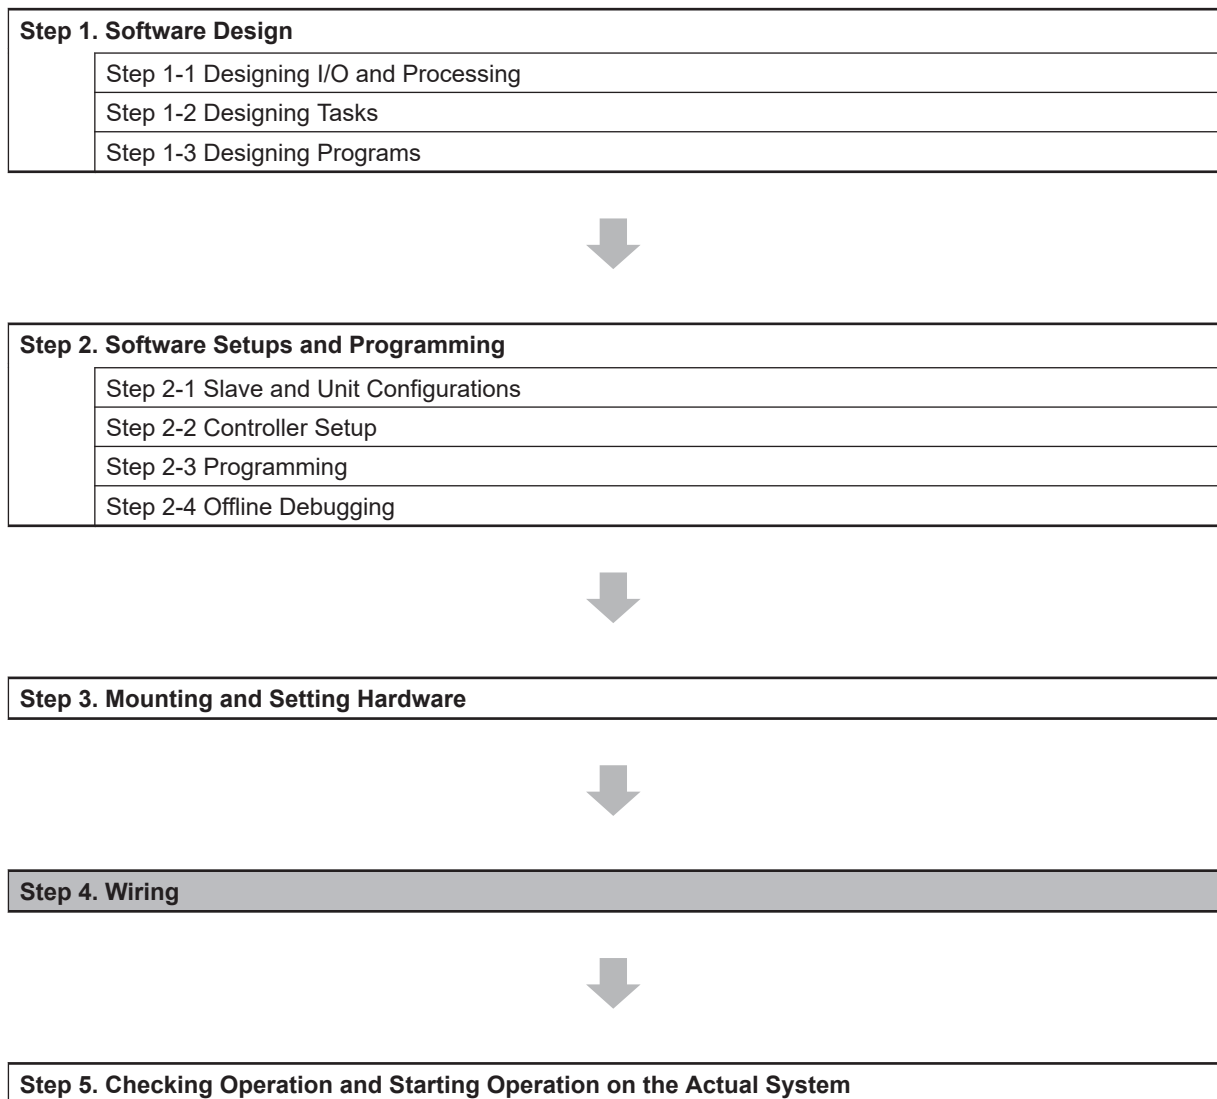 Step 1. Software Design
Step 1-1 Designing I/O and Processing
Step 1-2 Designing Tasks
Step 1-3 Designing Programs
Step 2. Software Setups and Programming
Step 2-1 Slave and Unit Configurations
Step 2-2 Controller Setup
Step 2-3 Programming
Step 2-4 Offline Debugging
Step 3. Mounting and Setting Hardware
Step 4. Wiring
Step 5. Checking Operation and Starting Operation on the Actual System